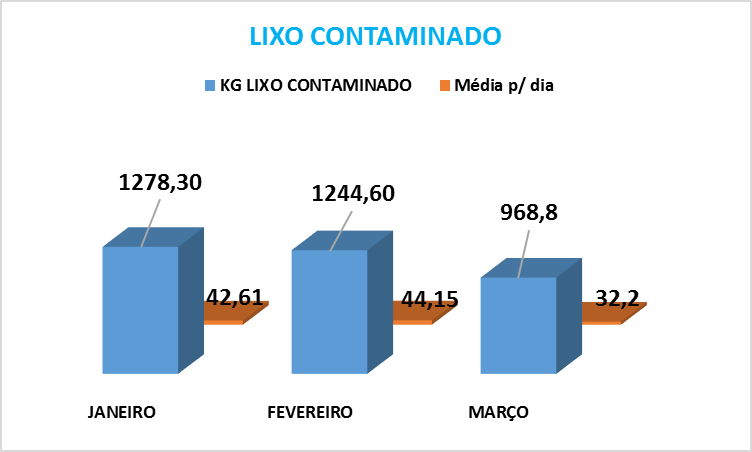 LIXO CONTAMINADO
KG LIXO CONTAMINADO Média p/ dia
1278,30
1244,60
968,8
42,61
44,15
32,2
JANEIRO FEVEREIRO MARÇO